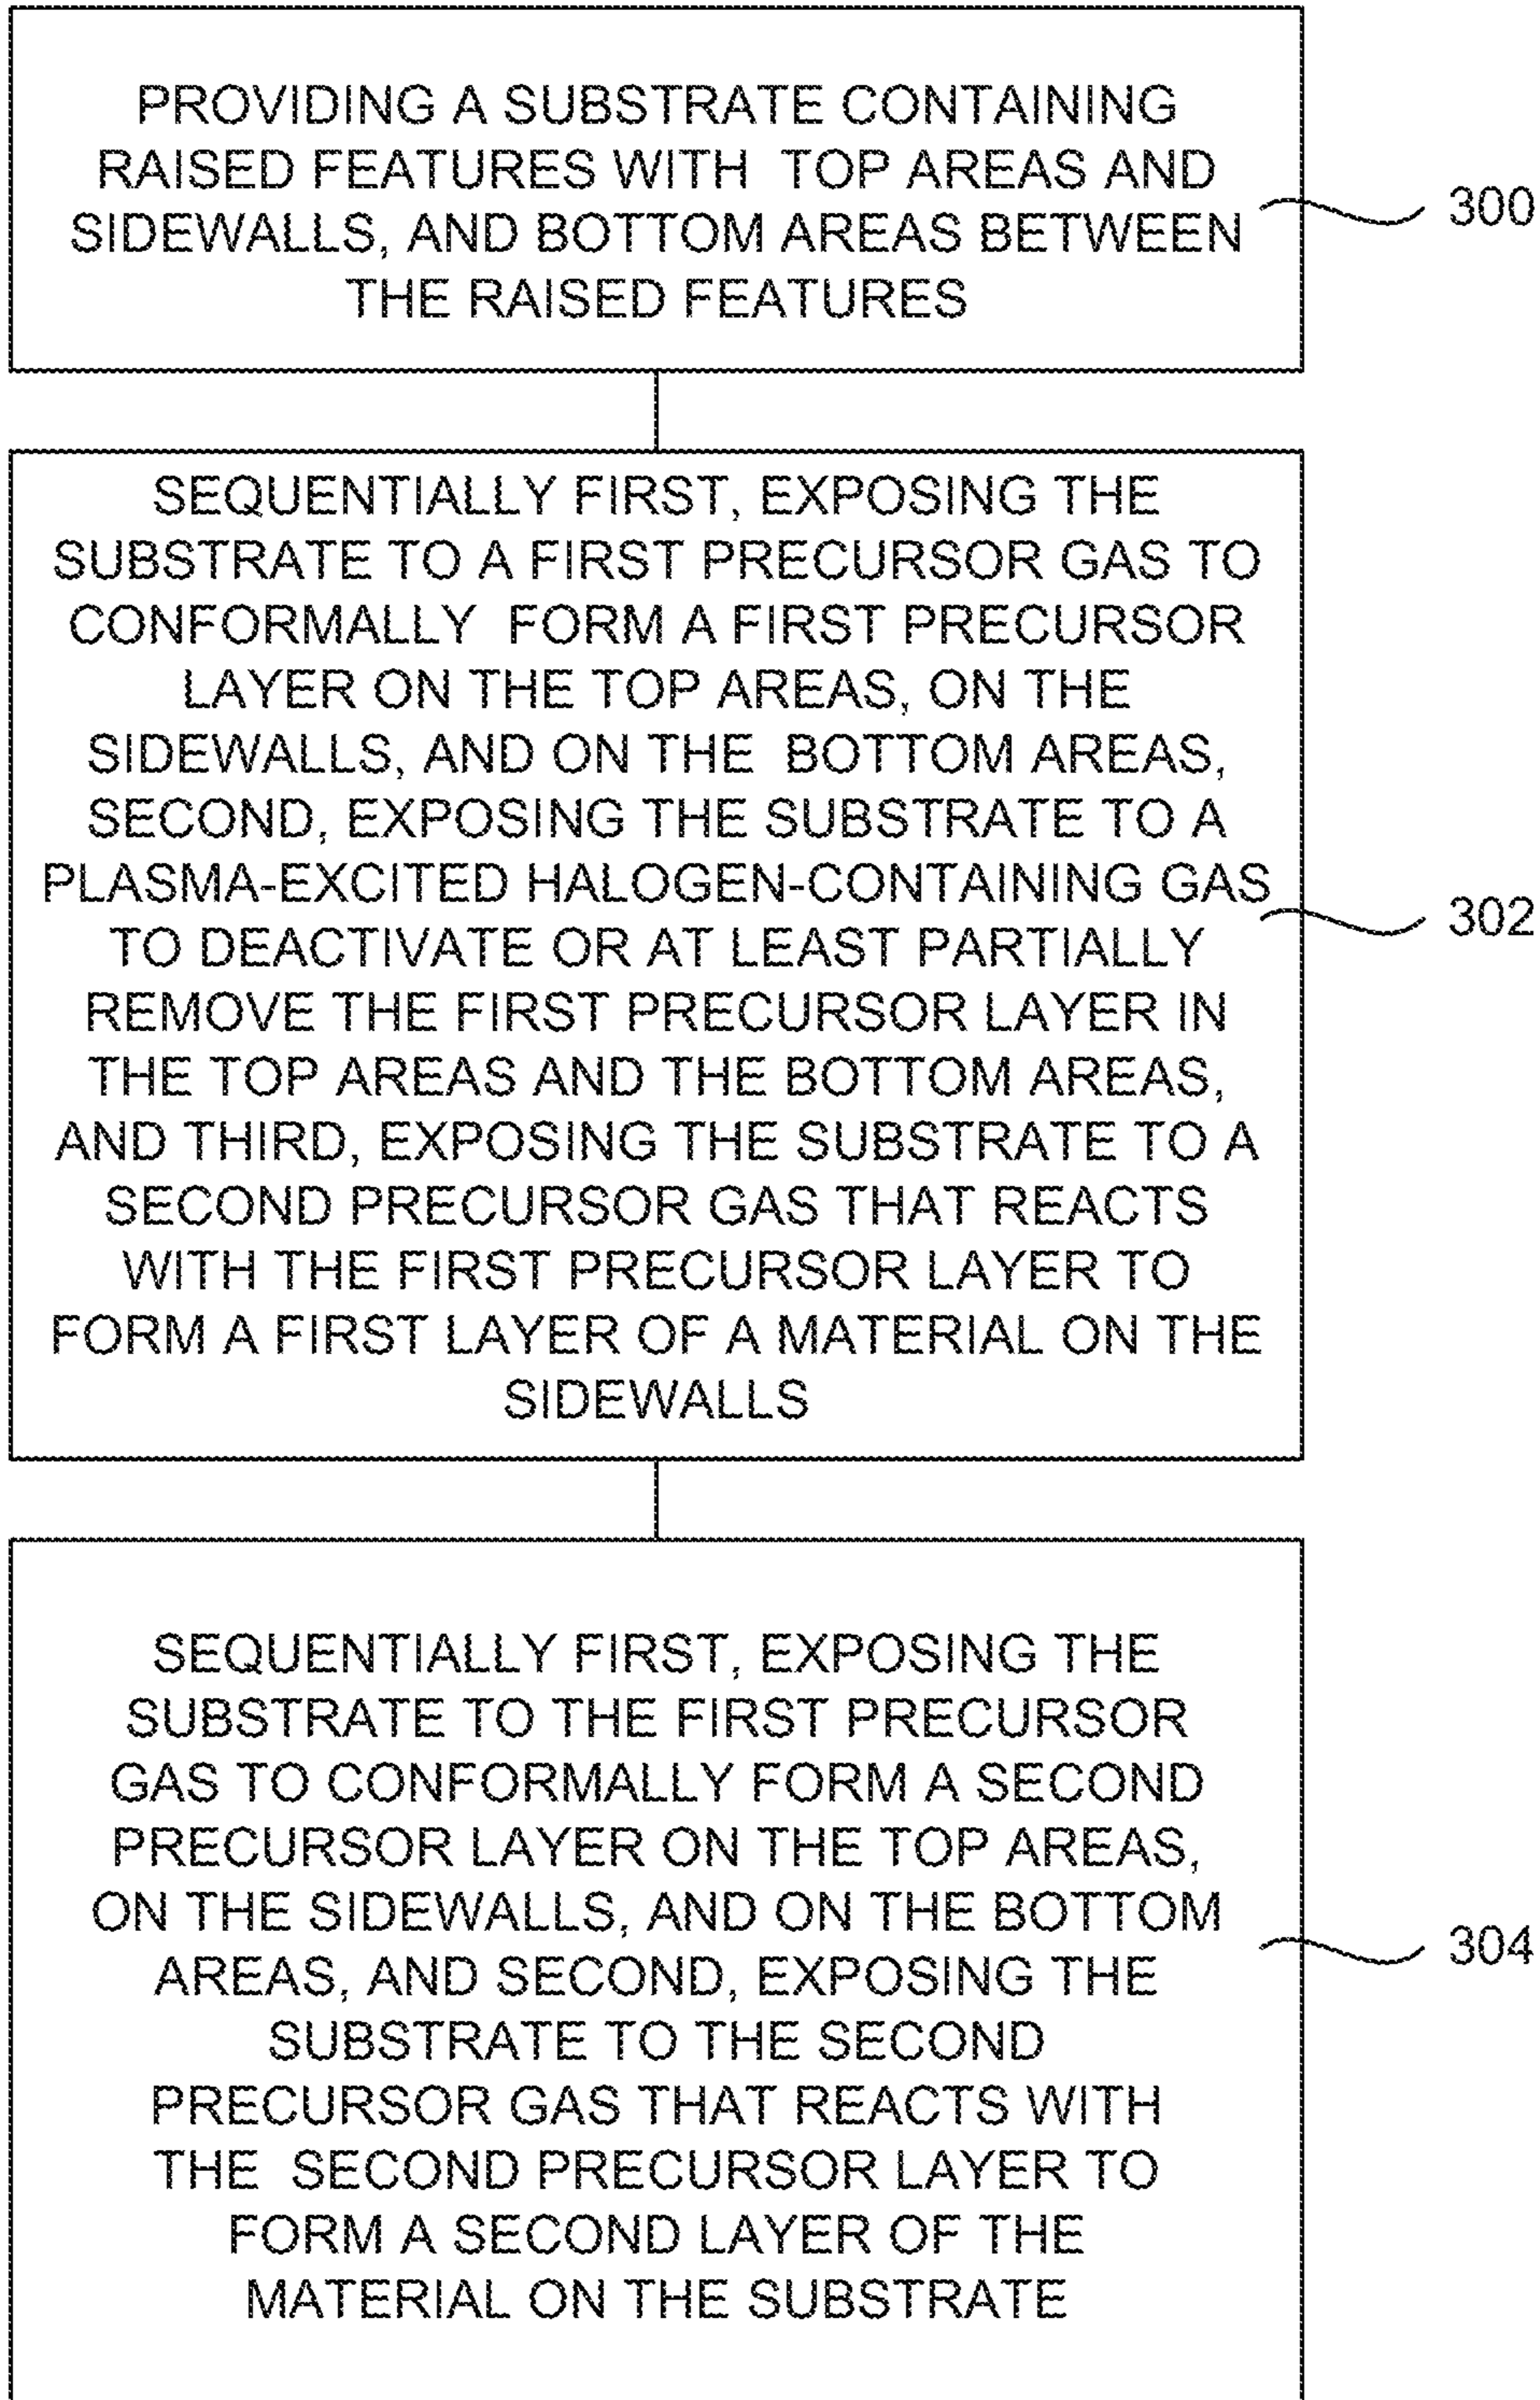 PROVIDING A SUBSTRATE CONTAINING
RAISED FEATURES WITH TOP AREAS AND
SIDEWALLS, AND BOTTOM AREAS BETWEEN
THE RAISED FEATURES
300
SEQUENTIALLY FIRST, EXPOSING THE
SUBSTRATE TO A FIRST PRECURSOR GAS TO
CONFORMALLY FORM A FIRST PRECURSOR
LAYER ON THE TOP AREAS, ON THE
SIDEWALLS, AND ON THE BOTTOM AREAS,
SECOND, EXPOSING THE SUBSTRATE TO A
PLASMA-EXCITED HALOGEN-CONTAINING GAS
TO DEACTIVATE OR AT LEAST PARTIALLY
REMOVE THE FIRST PRECURSOR LAYER IN
THE TOP AREAS AND THE BOTTOM AREAS,
AND THIRD, EXPOSING THE SUBSTRATE TO A
SECOND PRECURSOR GAS THAT REACTS
WITH THE FIRST PRECURSOR LAYER TO
FORM A FIRST LAYER OF A MATERIAL ON THE
SIDEWALLS
302
SEQUENTIALLY FIRST, EXPOSING THE
SUBSTRATE TO THE FIRST PRECURSOR
GAS TO CONFORMALLY FORM A SECOND
PRECURSOR LAYER ON THE TOP AREAS,
ON THE SIDEWALLS, AND ON THE BOTTOM
AREAS, AND SECOND, EXPOSING THE
SUBSTRATE TO THE SECOND
PRECURSOR GAS THAT REACTS WITH
THE SECOND PRECURSOR LAYER TO
FORM A SECOND LAYER OF THE
MATERIAL ON THE SUBSTRATE
304